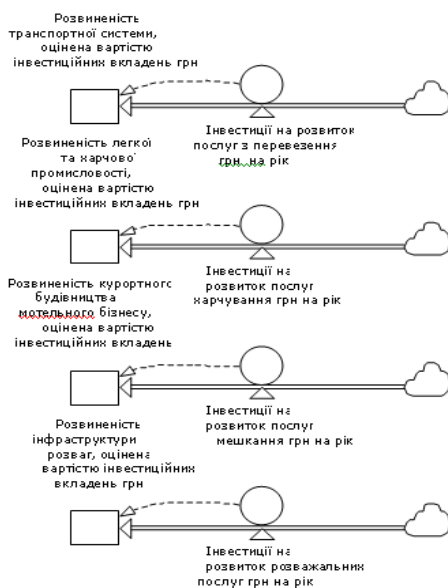 Розвиненість
транспортної системи,
оцінена вартістю
інвестиційних вкладень грн
Інвестиції на розвиток
послуг з перевезення
грн. на рік
Розвиненість легкої
та харчової
промисловості,
оцінена вартістю
інвестиційних вкладень грн
Інвестиції на
розвиток послуг
харчування грн на рік
Розвиненість курортного
будівництва
мотельного бізнесу,
оцінена вартістю
інвестиційних вкладень
Інвестиції на
розвиток послуг
мешкання грн на рік
Розвиненість
інфраструктури
розваг, оцінена
вартістю інвестиційних
вкладень грн
Інвестиції на
розвиток розважальних
послуг грн на рік